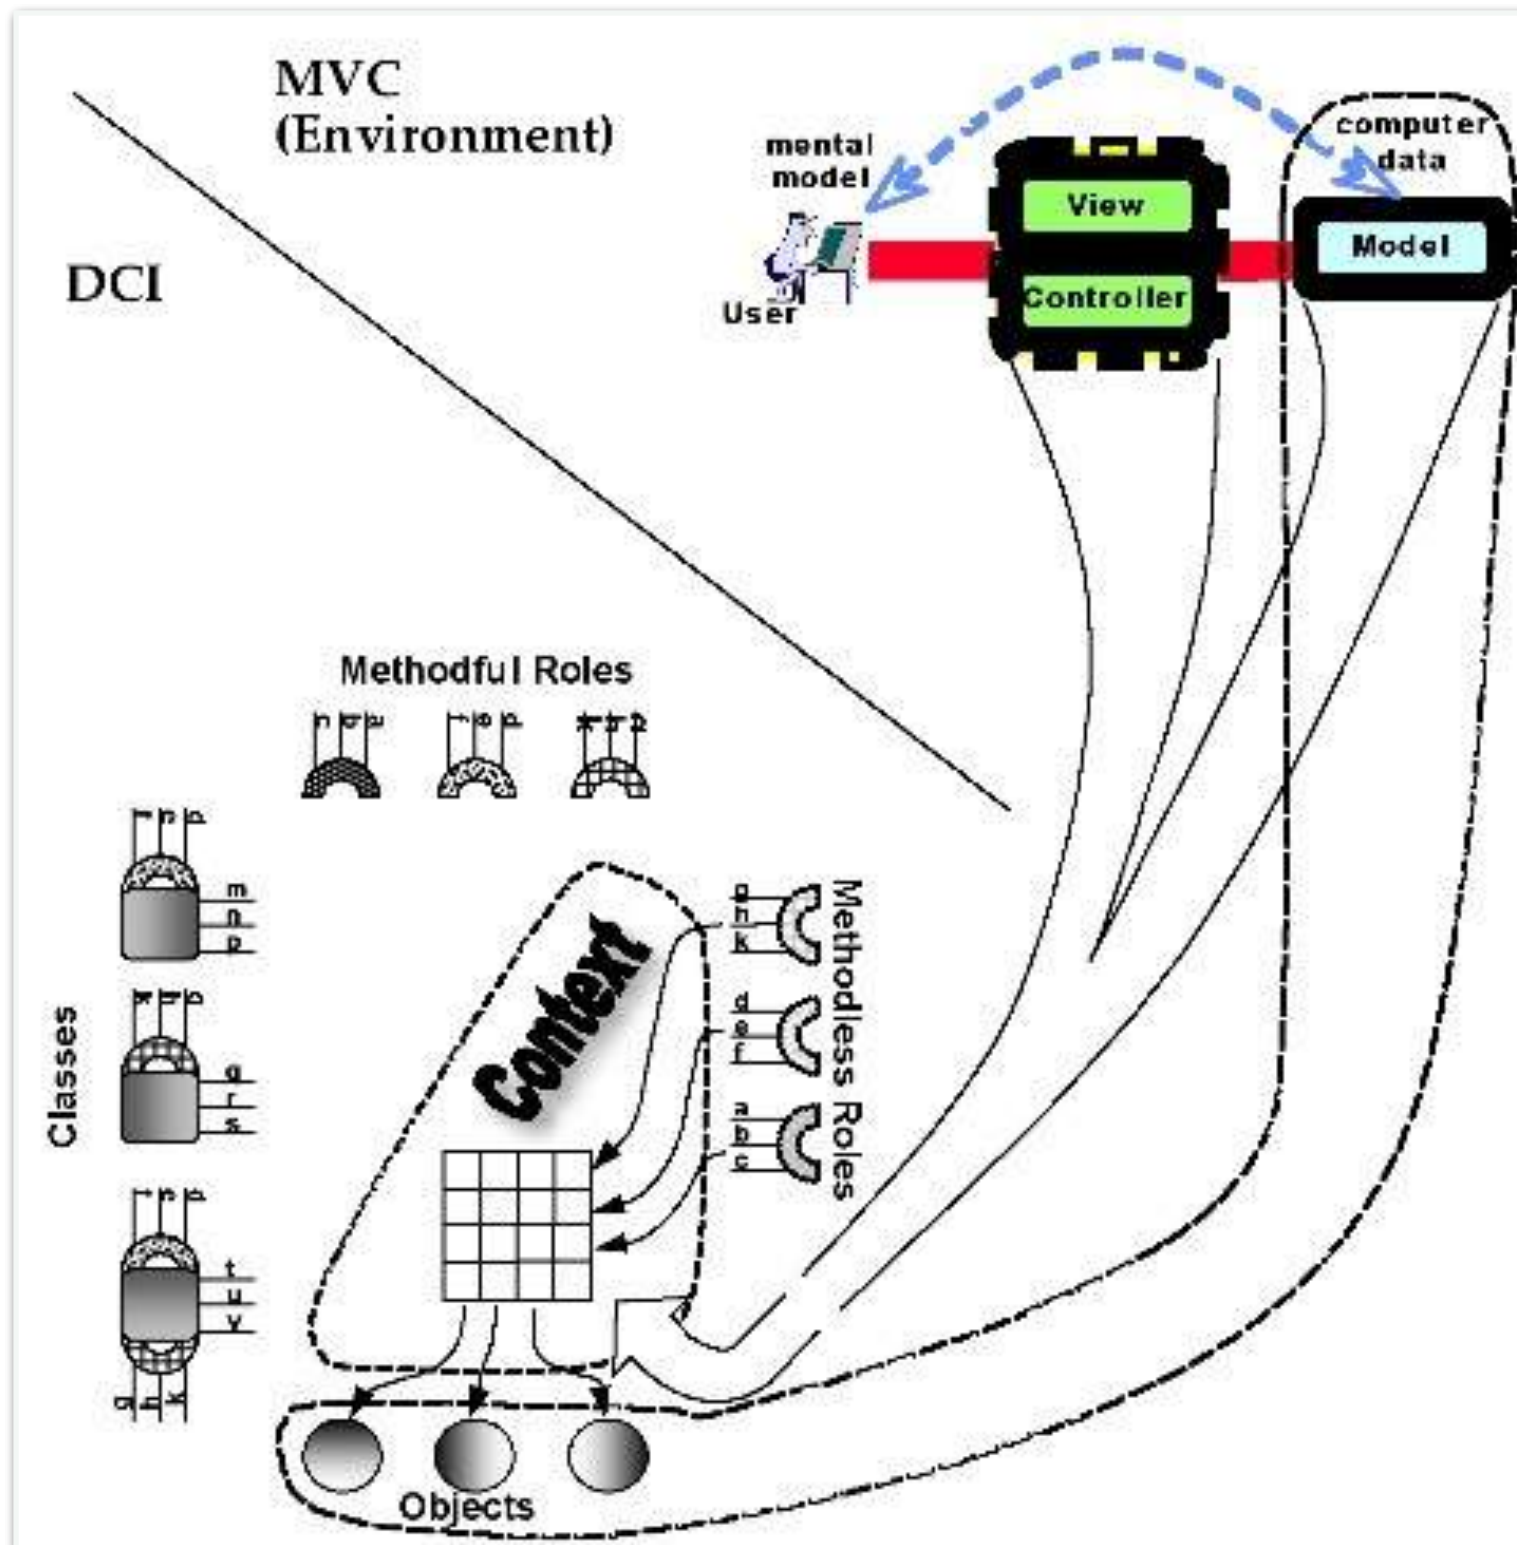 MVC
(Environment)
DCI
mental
model
User
View
Controller
computer
data
Model
Methodful Roles
Classes
m
n
p
q
r
s
t
u
v
Context
Methodless Roles
d
e
f
a
b
c
Objects